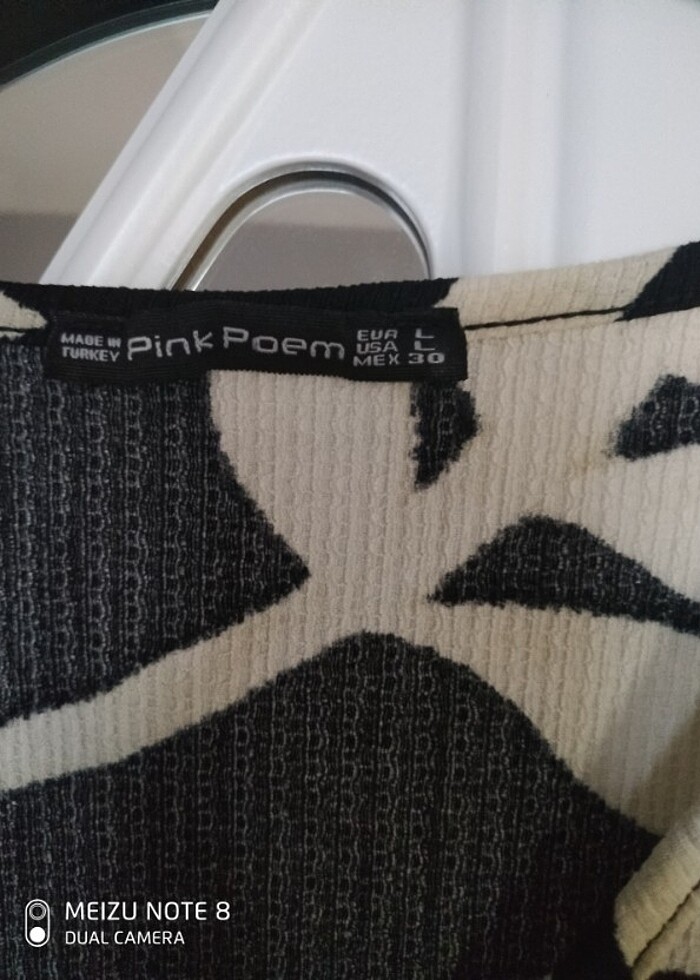 MADE IN
TURKEY
Pink Poem
EUR L
USA L
MEX 30
MEIZU NOTE 8
DUAL CAMERA